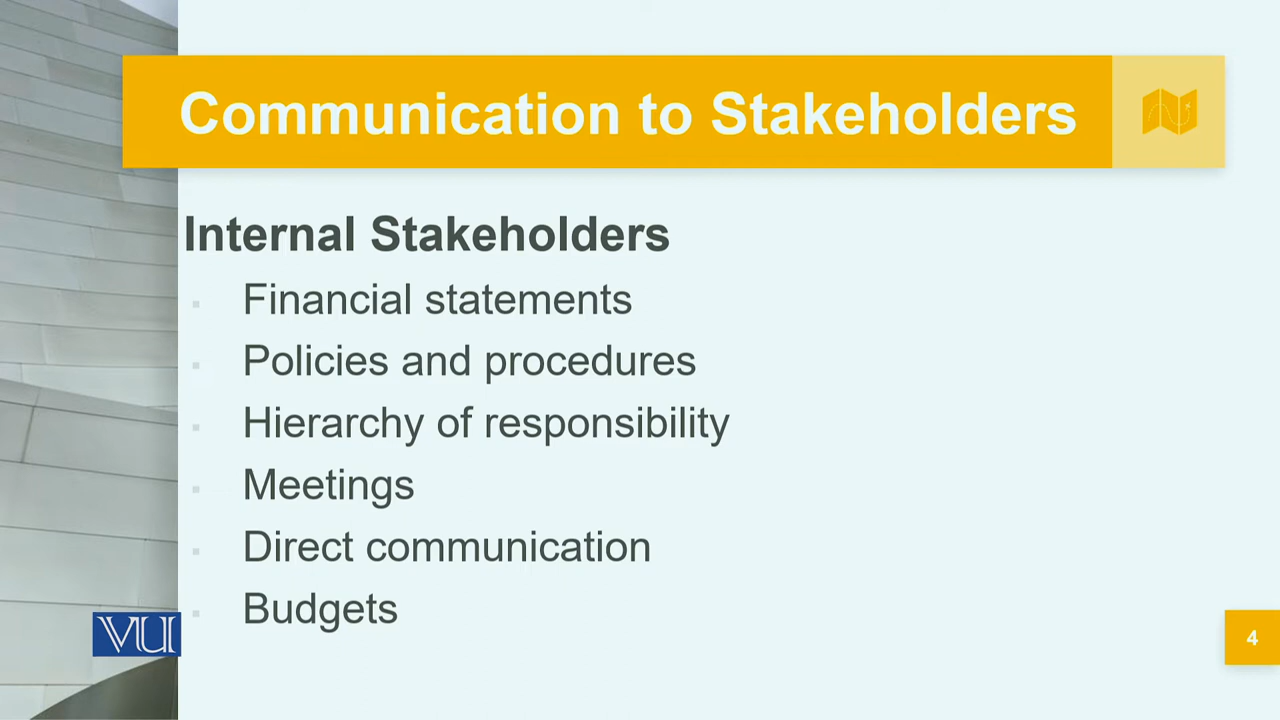 Communication to Stakeholders
Internal Stakeholders
Financial statements
Policies and procedures
Hierarchy of responsibility
Meetings
Direct communication
Budgets
VU
4